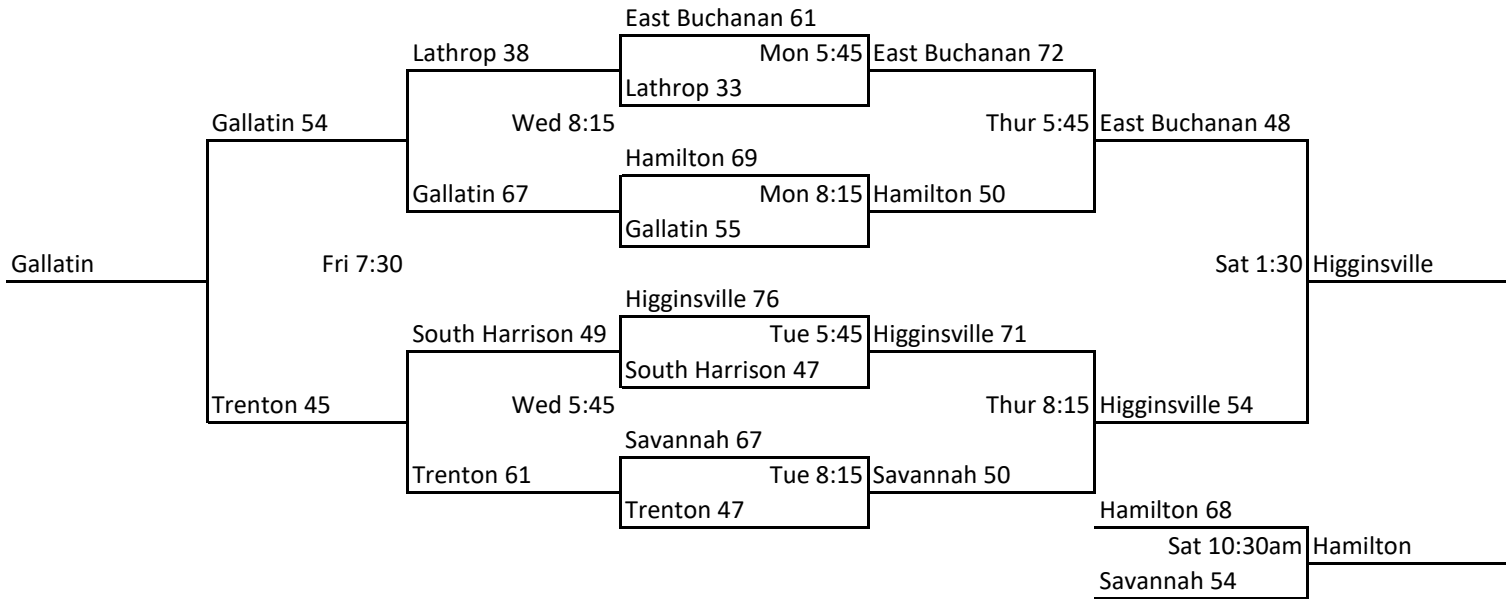 East Buchanan 61
Lathrop 38
Mon 5:45
East Buchanan 72
Lathrop 33
Gallatin 54
Wed 8:15
Thur 5:45
East Buchanan 48
Hamilton 69
Gallatin 67
Mon 8:15
Hamilton 50
Gallatin 55
Gallatin
Fri 7:30
Sat 1:30
Higginsville
Higginsville 76
South Harrison 49
Tue 5:45
Higginsville 71
South Harrison 47
Trenton 45
Wed 5:45
Thur 8:15
Higginsville 54
Savannah 67
Trenton 61
Tue 8:15
Savannah 50
Trenton 47
Hamilton 68
Sat 10:30am
Hamilton
Savannah 54